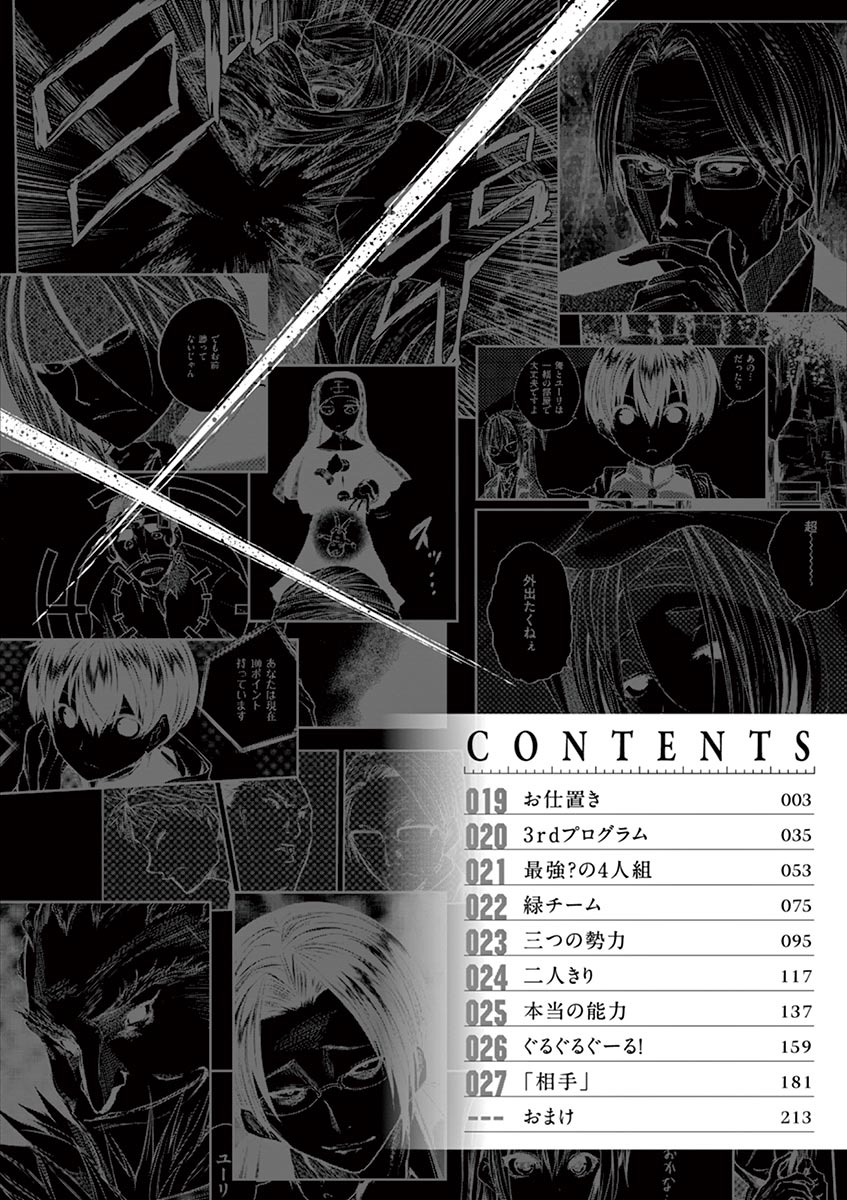 でもお前
勝って
ないじゃん
あの…
だったら
俺とユーリは
一緒の部屋で
大丈夫ですよ
スッ…
超〜〜〜〜
外出たくねぇ
あなたは現在
100ポイント
持っています
CONTENTS
019 お仕置き 003
020 3rdプログラム 035
021 最強?の4人組 053
022 緑チーム 075
023 三つの勢力 095
024 二人きり 117
025 本当の能力 137
026 ぐるぐるぐーる! 159
027 「相手」 181
--- おまけ 213
ユーリ